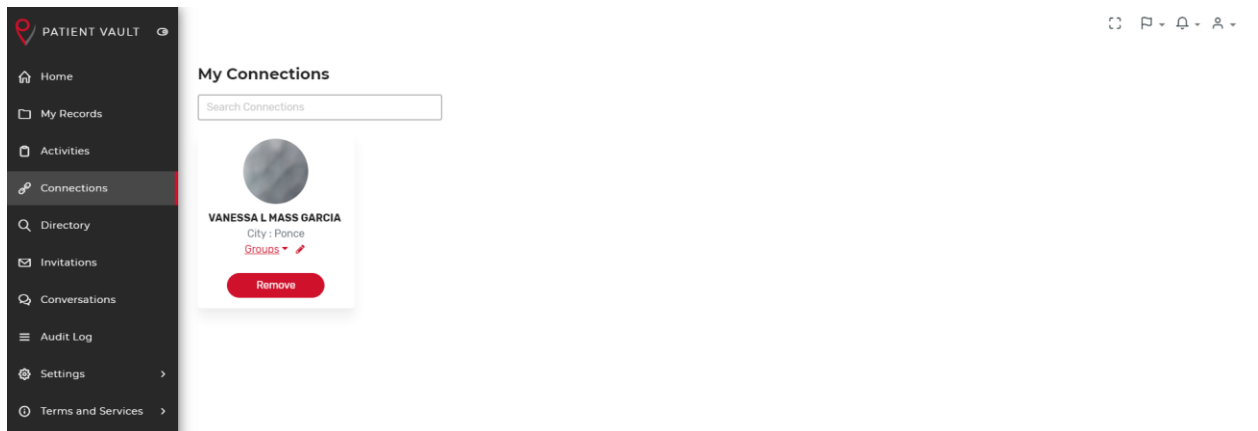 PATIENT VAULT
Home
My Records
Activities
Connections
Directory
Invitations
Conversations
Audit Log
Settings
Terms and Services
My Connections
Search Connections
VANESSA L MASS GARCIA
City : Ponce
Groups
Remove